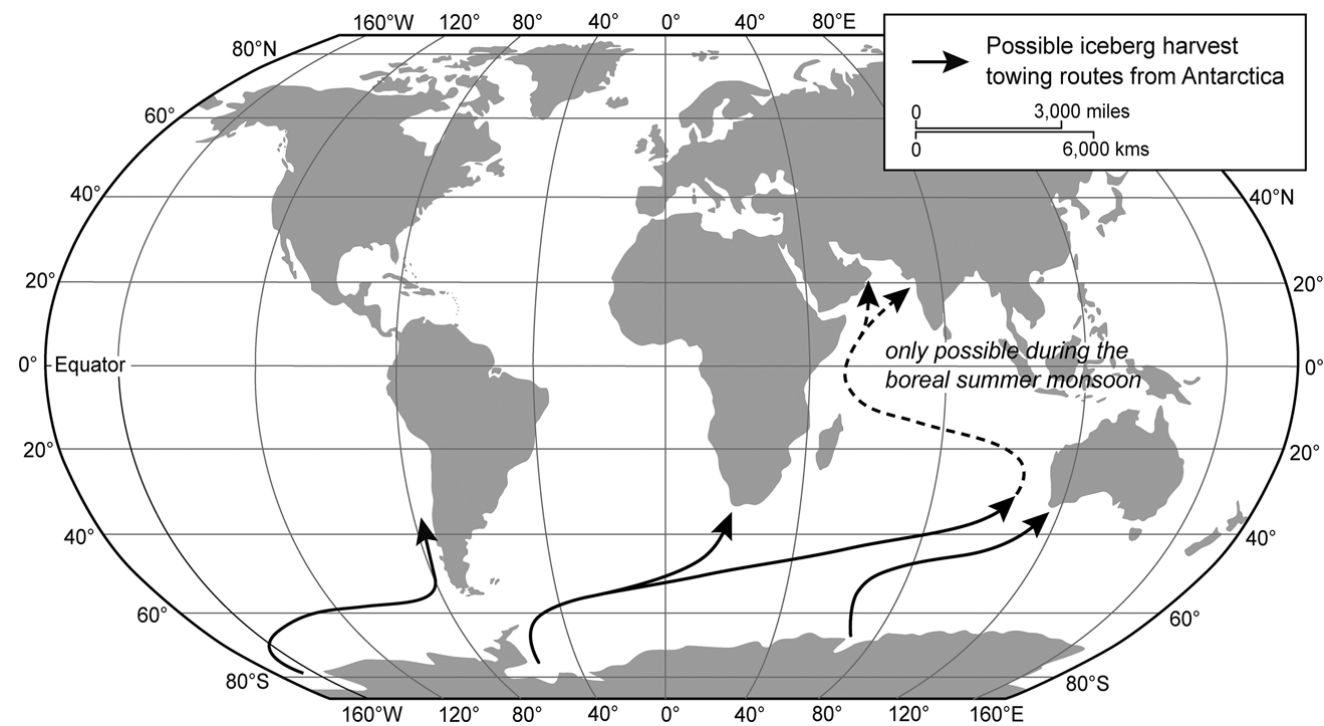 160°W 120° 80° 40° 0° 40° 80°E
Possible iceberg harvest
towing routes from Antarctica
0 3,000 miles
0 6,000 kms
80°N
60°
40° 40°N
20° 20°
0° Equator 0°
only possible during the
boreal summer monsoon
20° 20°
40° 40°
60° 60°
80°S 80°S
160°W 120° 80° 40° 0° 40° 80° 120° 160°E